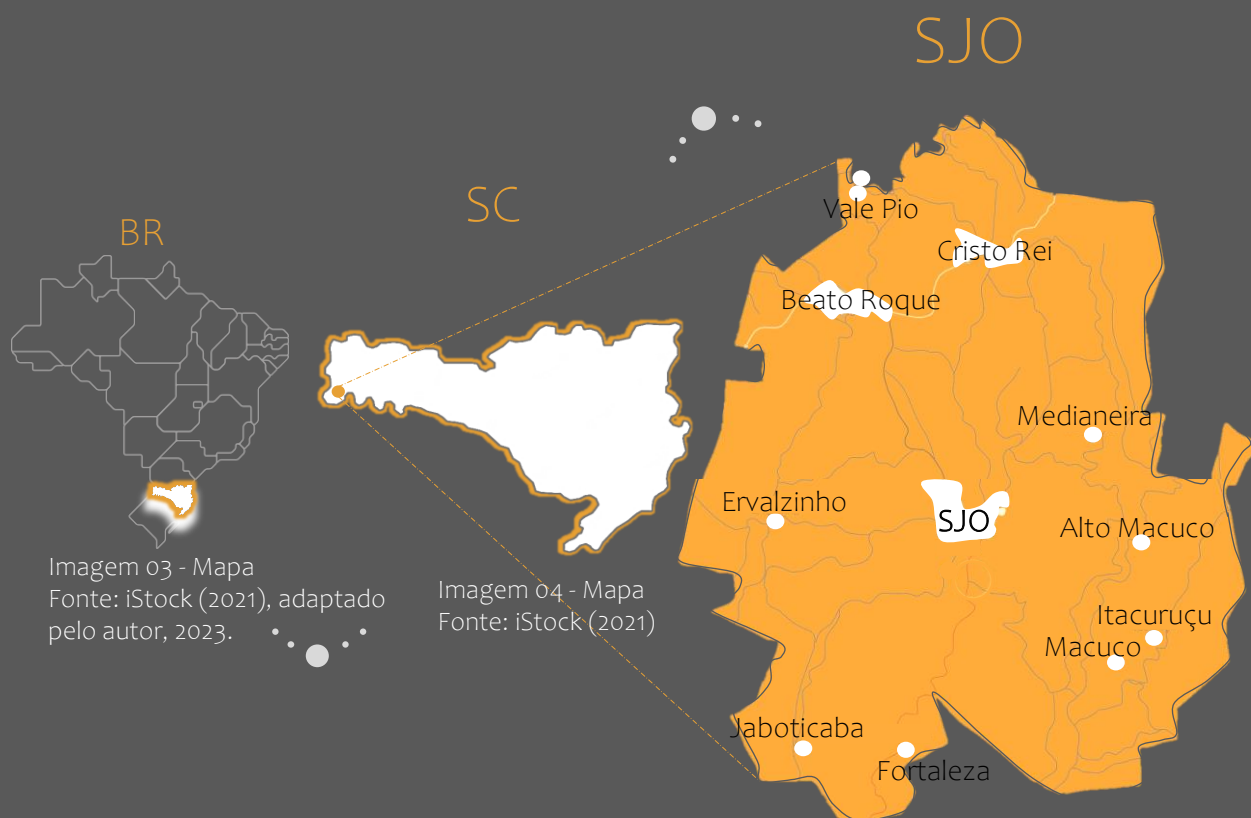 SJO
SC
BR
Vale Pio
Cristo Rei
Beato Roque
Medianeira
Ervalzinho
SJO
Alto Macuco
Itacuruçu
Macuco
Jaboticaba
Fortaleza
Imagem 03 - Mapa
Fonte: iStock (2021), adaptado
pelo autor, 2023.
Imagem 04 - Mapa
Fonte: iStock (2021)